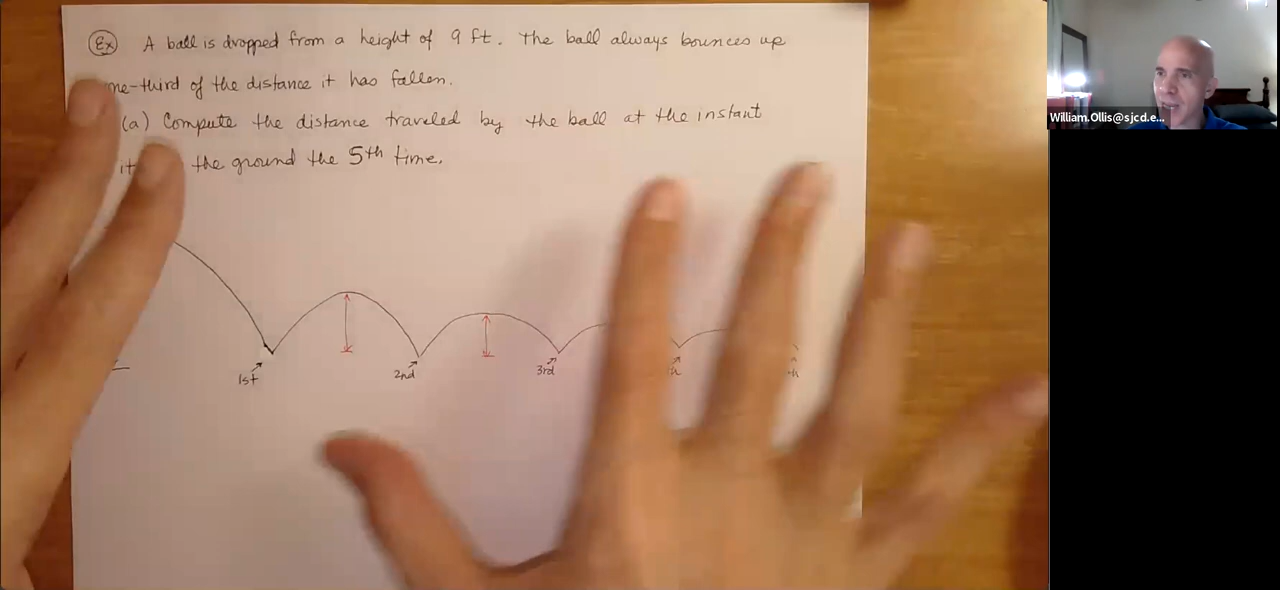 Ex A ball is dropped from a height of 9 ft. The ball always bounces up
one-third of the distance it has fallen.
(a) Compute the distance traveled by the ball at the instant
it the ground the 5th time.
1st 2nd 3rd
William.Ollis@sjcd.e...